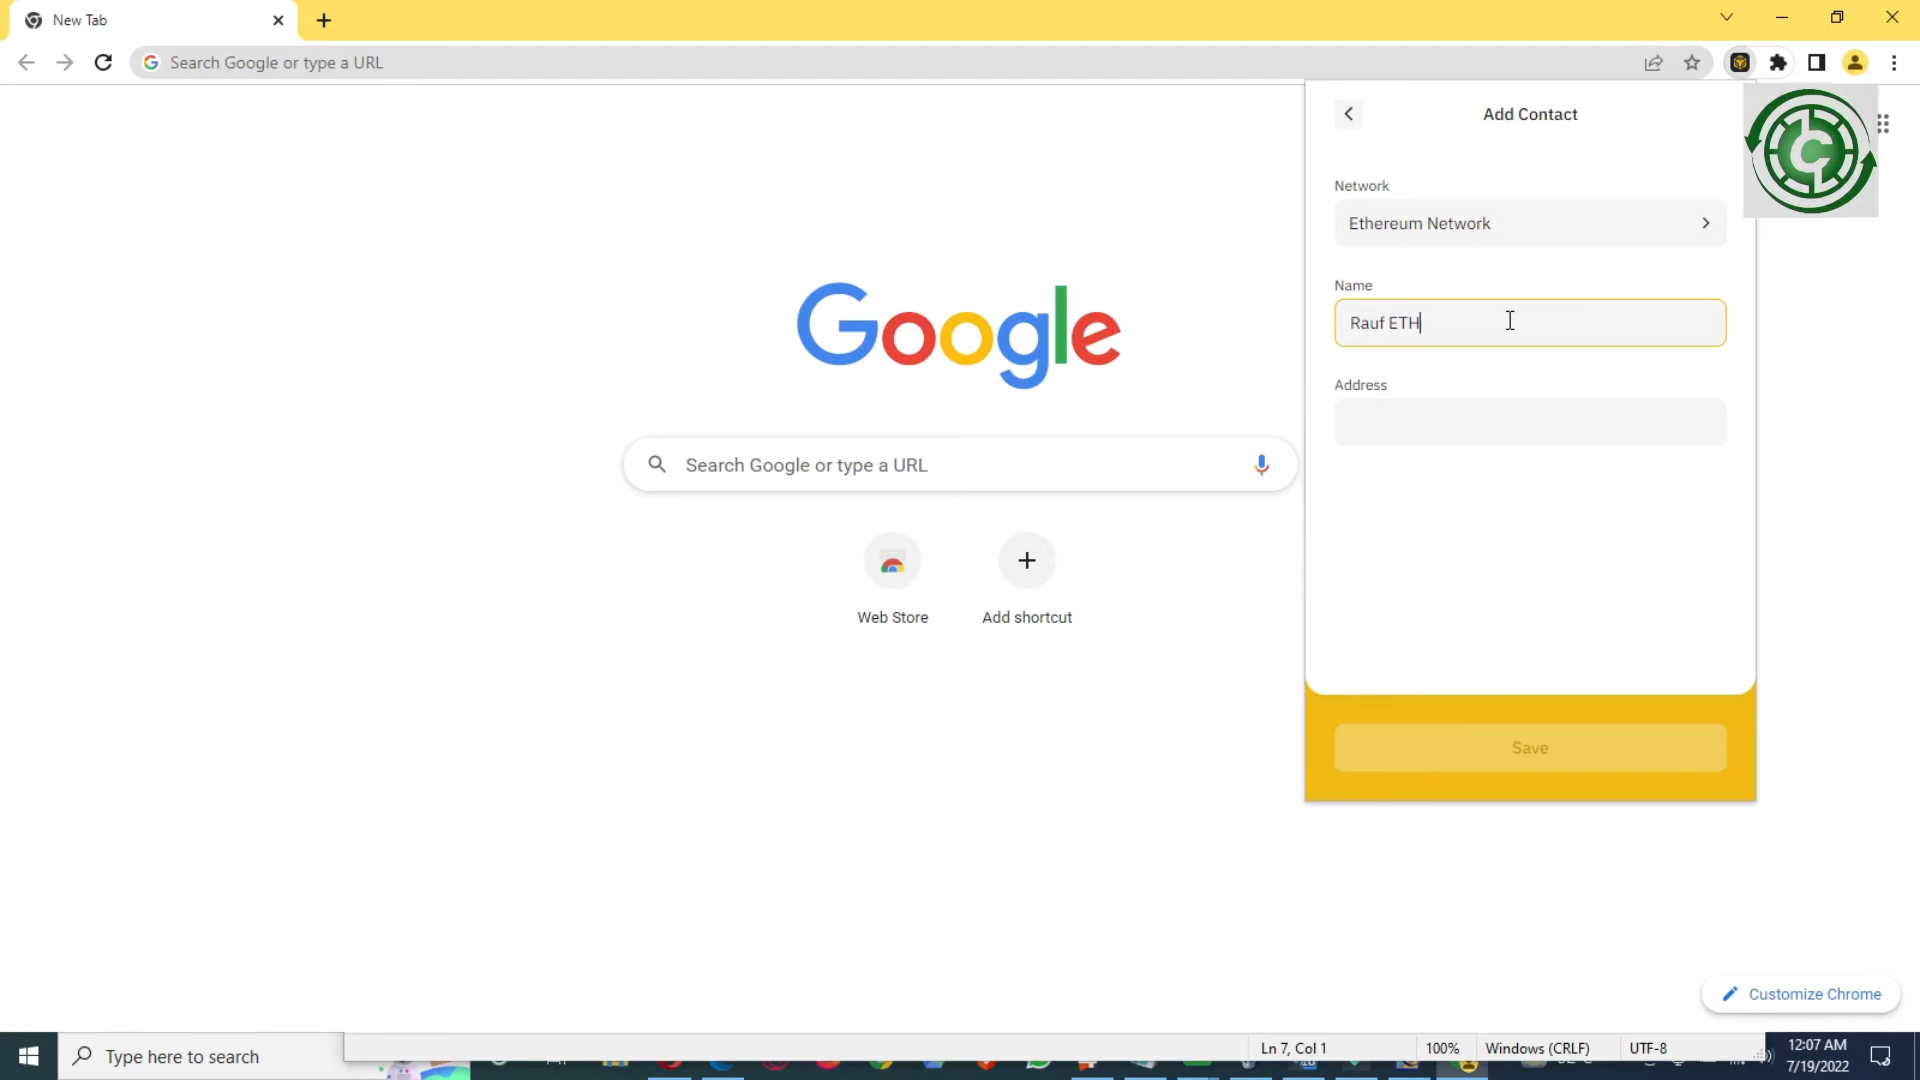 New Tab
Search Google or type a URL
Add Contact
Network
Ethereum Network
Name
Rauf ETH
Address
Google
Search Google or type a URL
Web Store
Add shortcut
Save
Customize Chrome
Type here to search
Ln 7, Col 1
100%
Windows (CRLF)
UTF-8
12:07 AM
7/19/2022